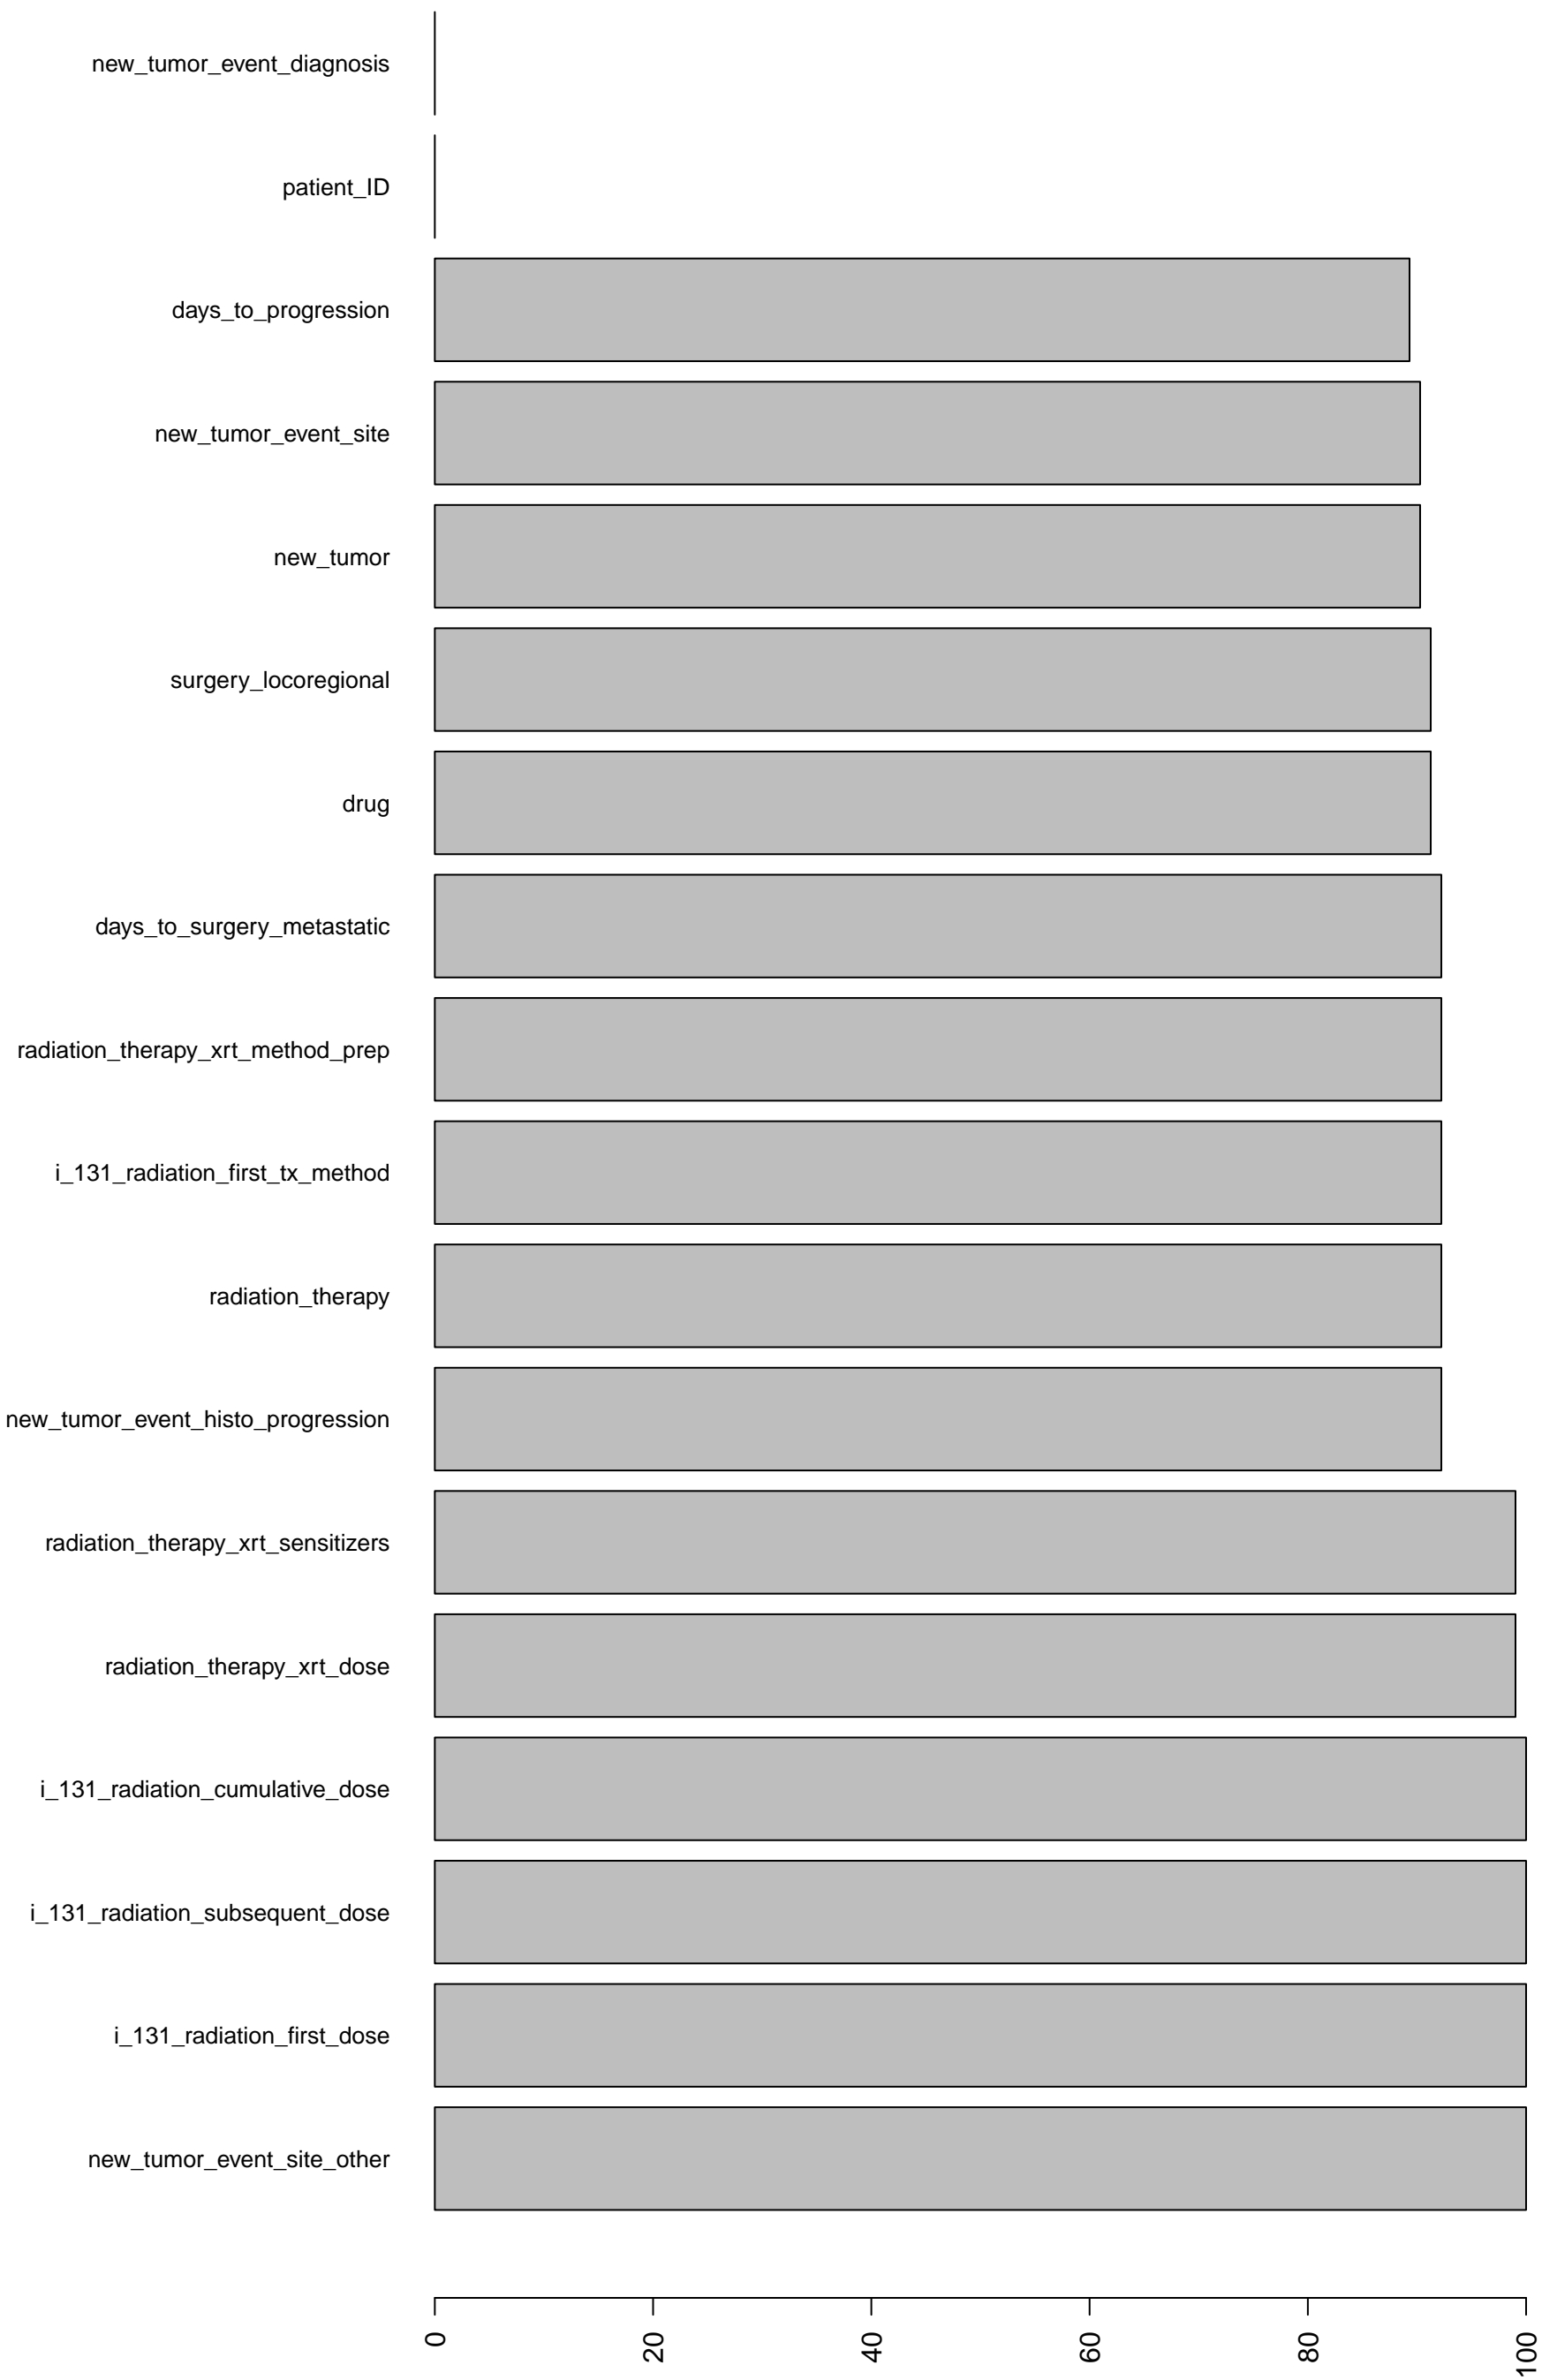 new_tumor_event_diagnosis
patient_ID
days_to_progression
new_tumor_event_site
new_tumor
surgery_locoregional
drug
days_to_surgery_metastatic
radiation_therapy_xrt_method_prep
i_131_radiation_first_tx_method
radiation_therapy
new_tumor_event_histo_progression
radiation_therapy_xrt_sensitizers
radiation_therapy_xrt_dose
i_131_radiation_cumulative_dose
i_131_radiation_subsequent_dose
i_131_radiation_first_dose
new_tumor_event_site_other
0 20 40 60 80 100